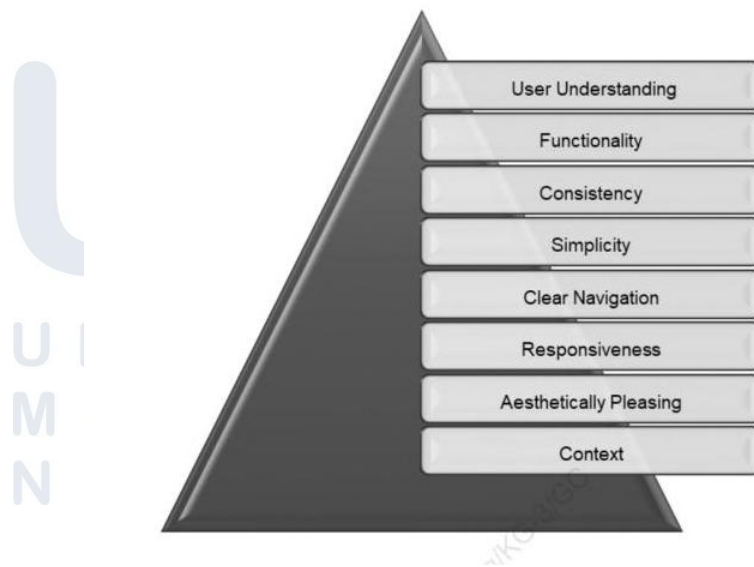 User Understanding
Functionality
Consistency
Simplicity
Clear Navigation
Responsiveness
Aesthetically Pleasing
Context
U
M
N